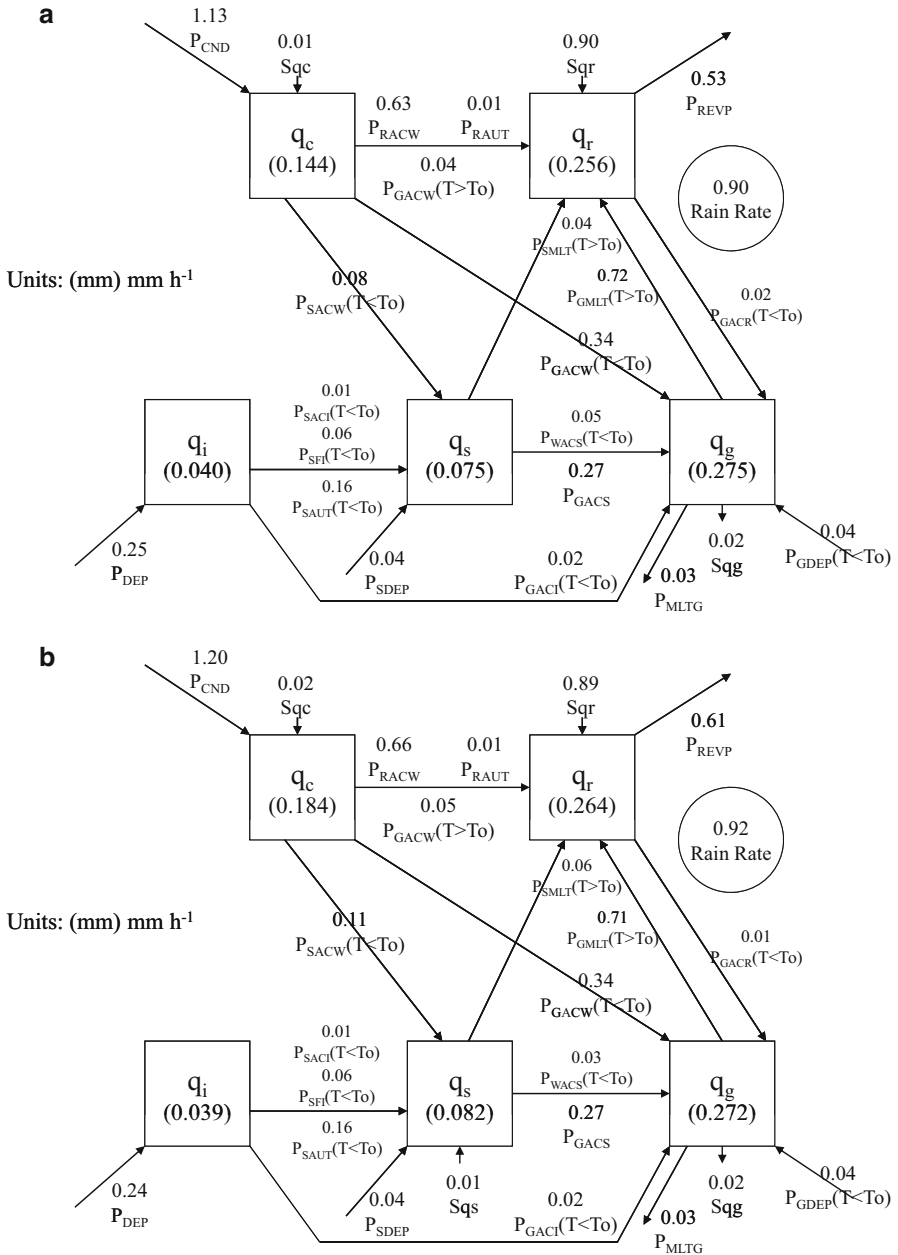 a
1.13
P_CND
0.01
Sqc
0.90
Sqr
0.53
P_REVP
q_c
(0.144)
0.63
P_RACW
0.01
P_RAUT
0.04
P_GACW(T>To)
q_r
(0.256)
0.90
Rain Rate
Units: (mm) mm h⁻¹
0.08
P_SACW(T<To)
0.04
P_SMLT(T>To)
0.72
P_GMLT(T>To)
0.02
P_GACR(T<To)
0.34
P_GACW(T<To)
q_i
(0.040)
0.01
P_SACI(T<To)
0.06
P_SFI(T<To)
0.16
P_SAUT(T<To)
q_s
(0.075)
0.05
P_WACS(T<To)
0.27
P_GACS
q_g
(0.275)
0.25
P_DEP
0.04
P_SDEP
0.02
P_GACI(T<To)
0.03
P_MLTG
0.02
Sqg
0.04
P_GDEP(T<To)
b
1.20
P_CND
0.02
Sqc
0.89
Sqr
0.61
P_REVP
q_c
(0.184)
0.66
P_RACW
0.01
P_RAUT
0.05
P_GACW(T>To)
q_r
(0.264)
0.92
Rain Rate
Units: (mm) mm h⁻¹
0.11
P_SACW(T<To)
0.06
P_SMLT(T>To)
0.71
P_GMLT(T>To)
0.01
P_GACR(T<To)
0.34
P_GACW(T<To)
q_i
(0.039)
0.01
P_SACI(T<To)
0.06
P_SFI(T<To)
0.16
P_SAUT(T<To)
q_s
(0.082)
0.03
P_WACS(T<To)
0.27
P_GACS
q_g
(0.272)
0.24
P_DEP
0.04
P_SDEP
0.01
Sqs
0.02
P_GACI(T<To)
0.03
P_MLTG
0.02
Sqg
0.04
P_GDEP(T<To)